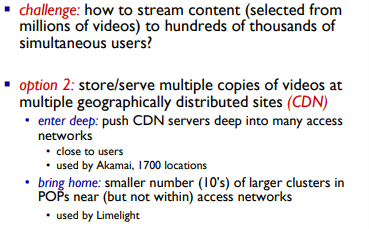 ▪ challenge: how to stream content (selected from
millions of videos) to hundreds of thousands of
simultaneous users?
▪ option 2: store/serve multiple copies of videos at
multiple geographically distributed sites (CDN)
• enter deep: push CDN servers deep into many access
networks
• close to users
• used by Akamai, 1700 locations
• bring home: smaller number (10's) of larger clusters in
POPs near (but not within) access networks
• used by Limelight